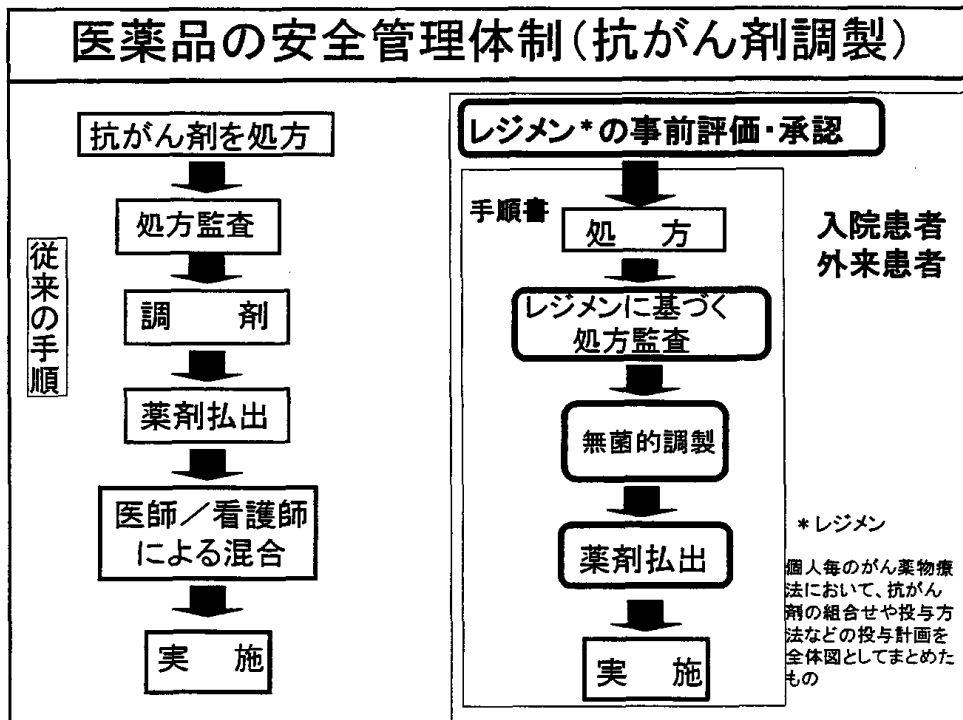 医薬品の安全管理体制(抗がん剤調製)
従来の手順
抗がん剤を処方
処方監査
調　剤
薬剤払出
医師／看護師
による混合
実　施
レジメン*の事前評価・承認
手順書
処　方
レジメンに基づく
処方監査
無菌的調製
薬剤払出
実　施
入院患者
外来患者
*レジメン
個人毎のがん薬物療
法において、抗がん
剤の組合せや投与方
法などの投与計画を
全体図としてまとめた
もの